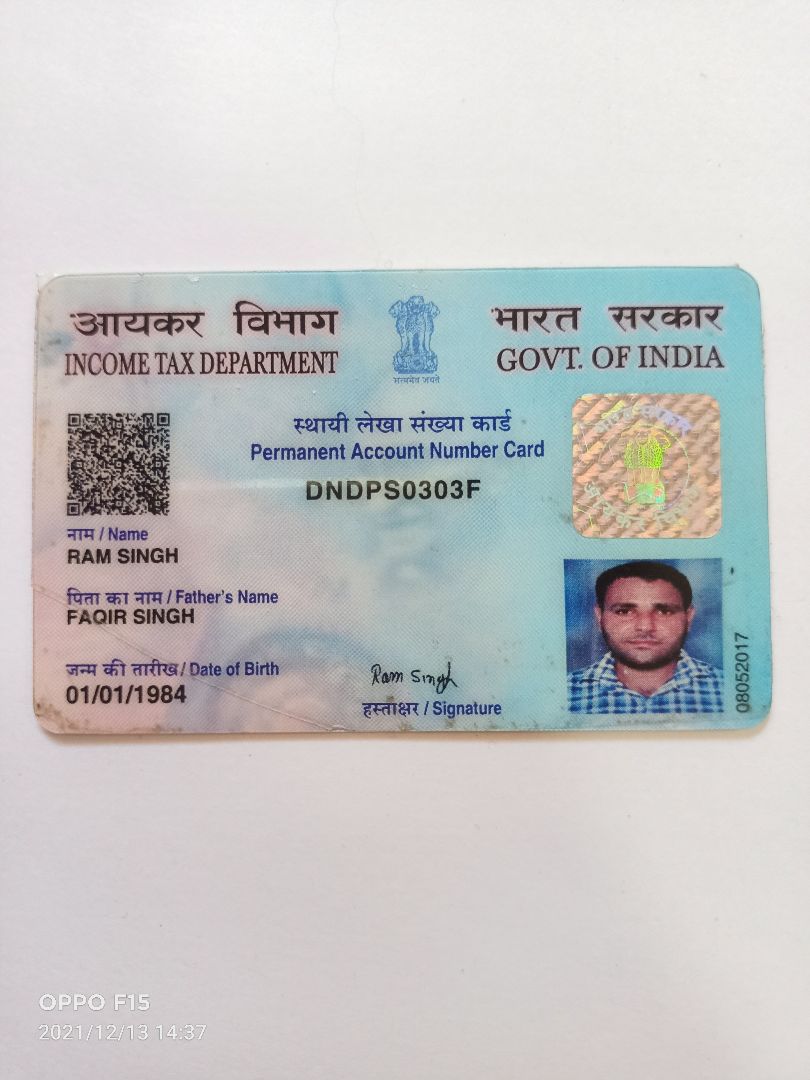 आयकर विभाग
INCOME TAX DEPARTMENT
सत्यमेव जयते
भारत सरकार
GOVT. OF INDIA
स्थायी लेखा संख्या कार्ड
Permanent Account Number Card
DNDPS0303F
नाम / Name
RAM SINGH
पिता का नाम / Father's Name
FAQIR SINGH
जन्म की तारीख / Date of Birth
01/01/1984
Ram Singh
हस्ताक्षर / Signature
08052017
OPPO F15
2021/12/13 14:37